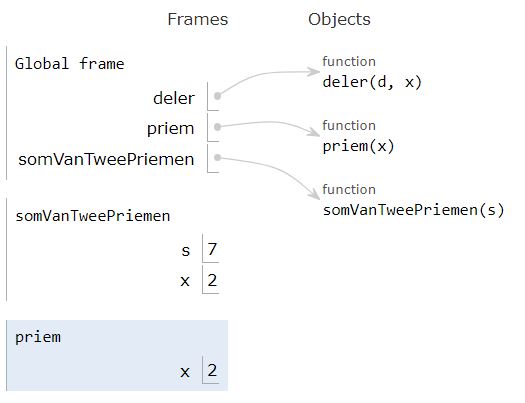 Frames
Objects
Global frame
deler
priem
somVanTweePriemen
function
deler(d, x)
function
priem(x)
function
somVanTweePriemen(s)
somVanTweePriemen
s 7
x 2
priem
x 2